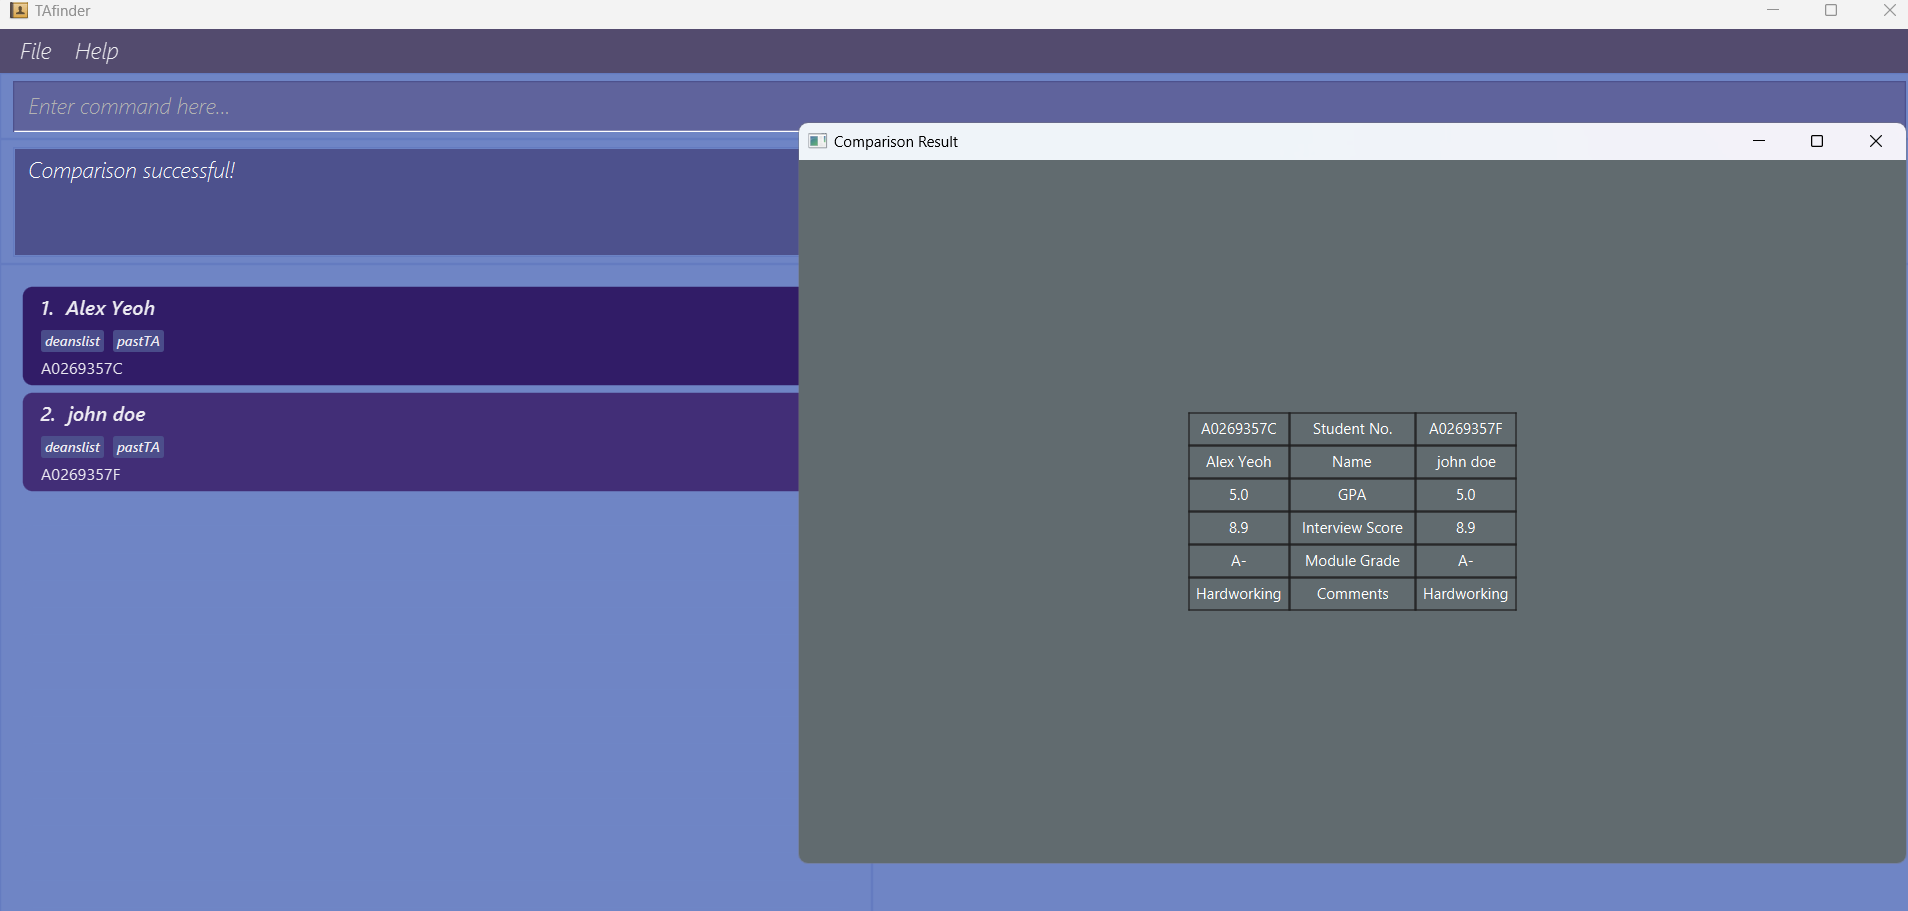 TAfinder
File Help
Enter command here...
Comparison successful!
1. Alex Yeoh
deanslist pastTA
A0269357C
2. john doe
deanslist pastTA
A0269357F
Comparison Result
A0269357C Student No. A0269357F
Alex Yeoh Name john doe
5.0 GPA 5.0
8.9 Interview Score 8.9
A- Module Grade A-
Hardworking Comments Hardworking